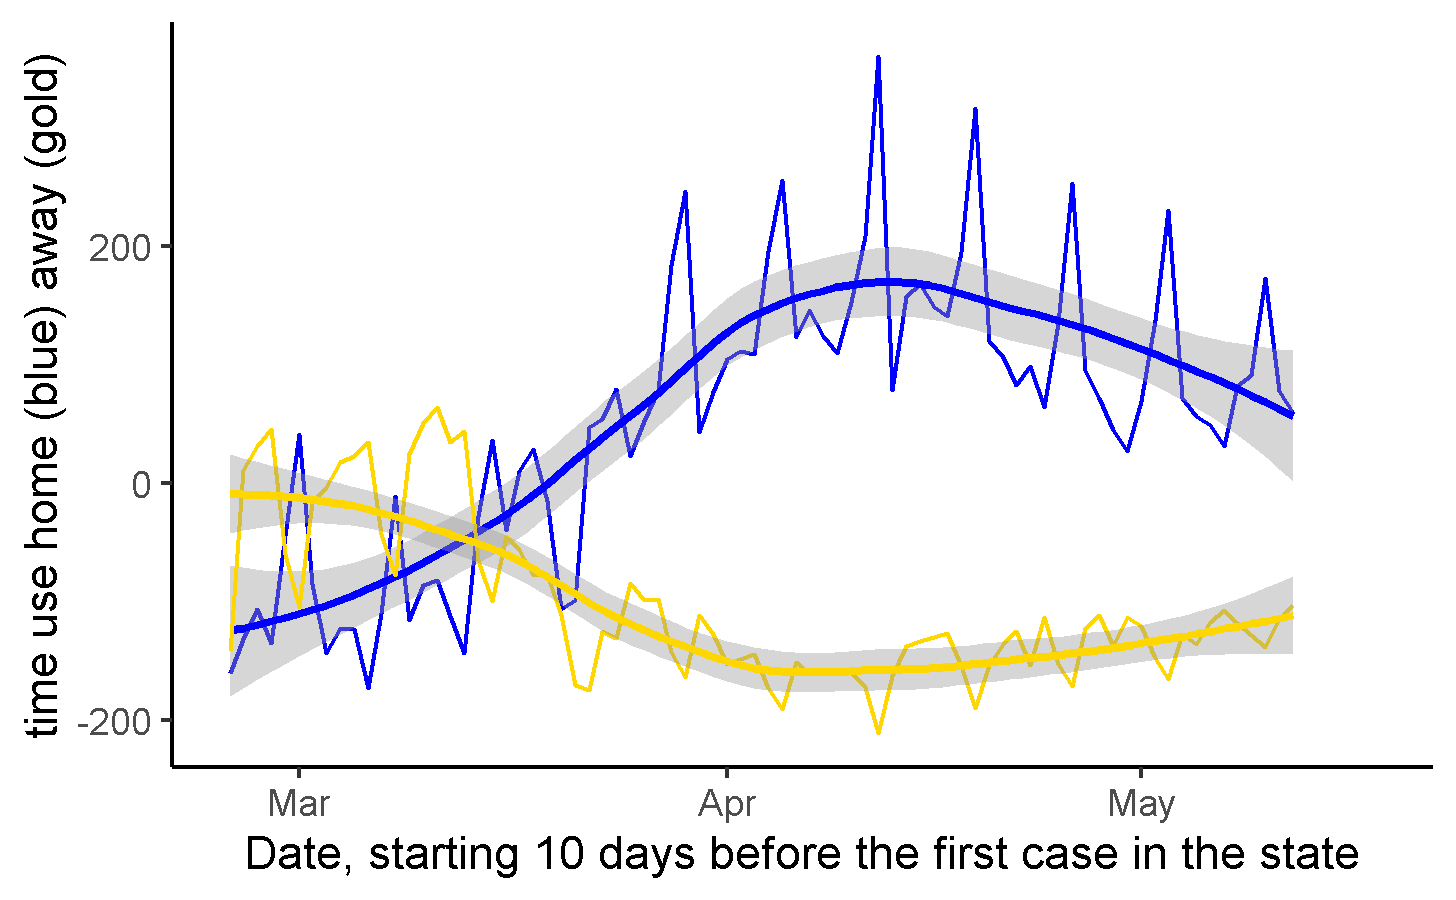 time use home (blue) away (gold)
200
0
-200
Mar
Apr
May
Date, starting 10 days before the first case in the state